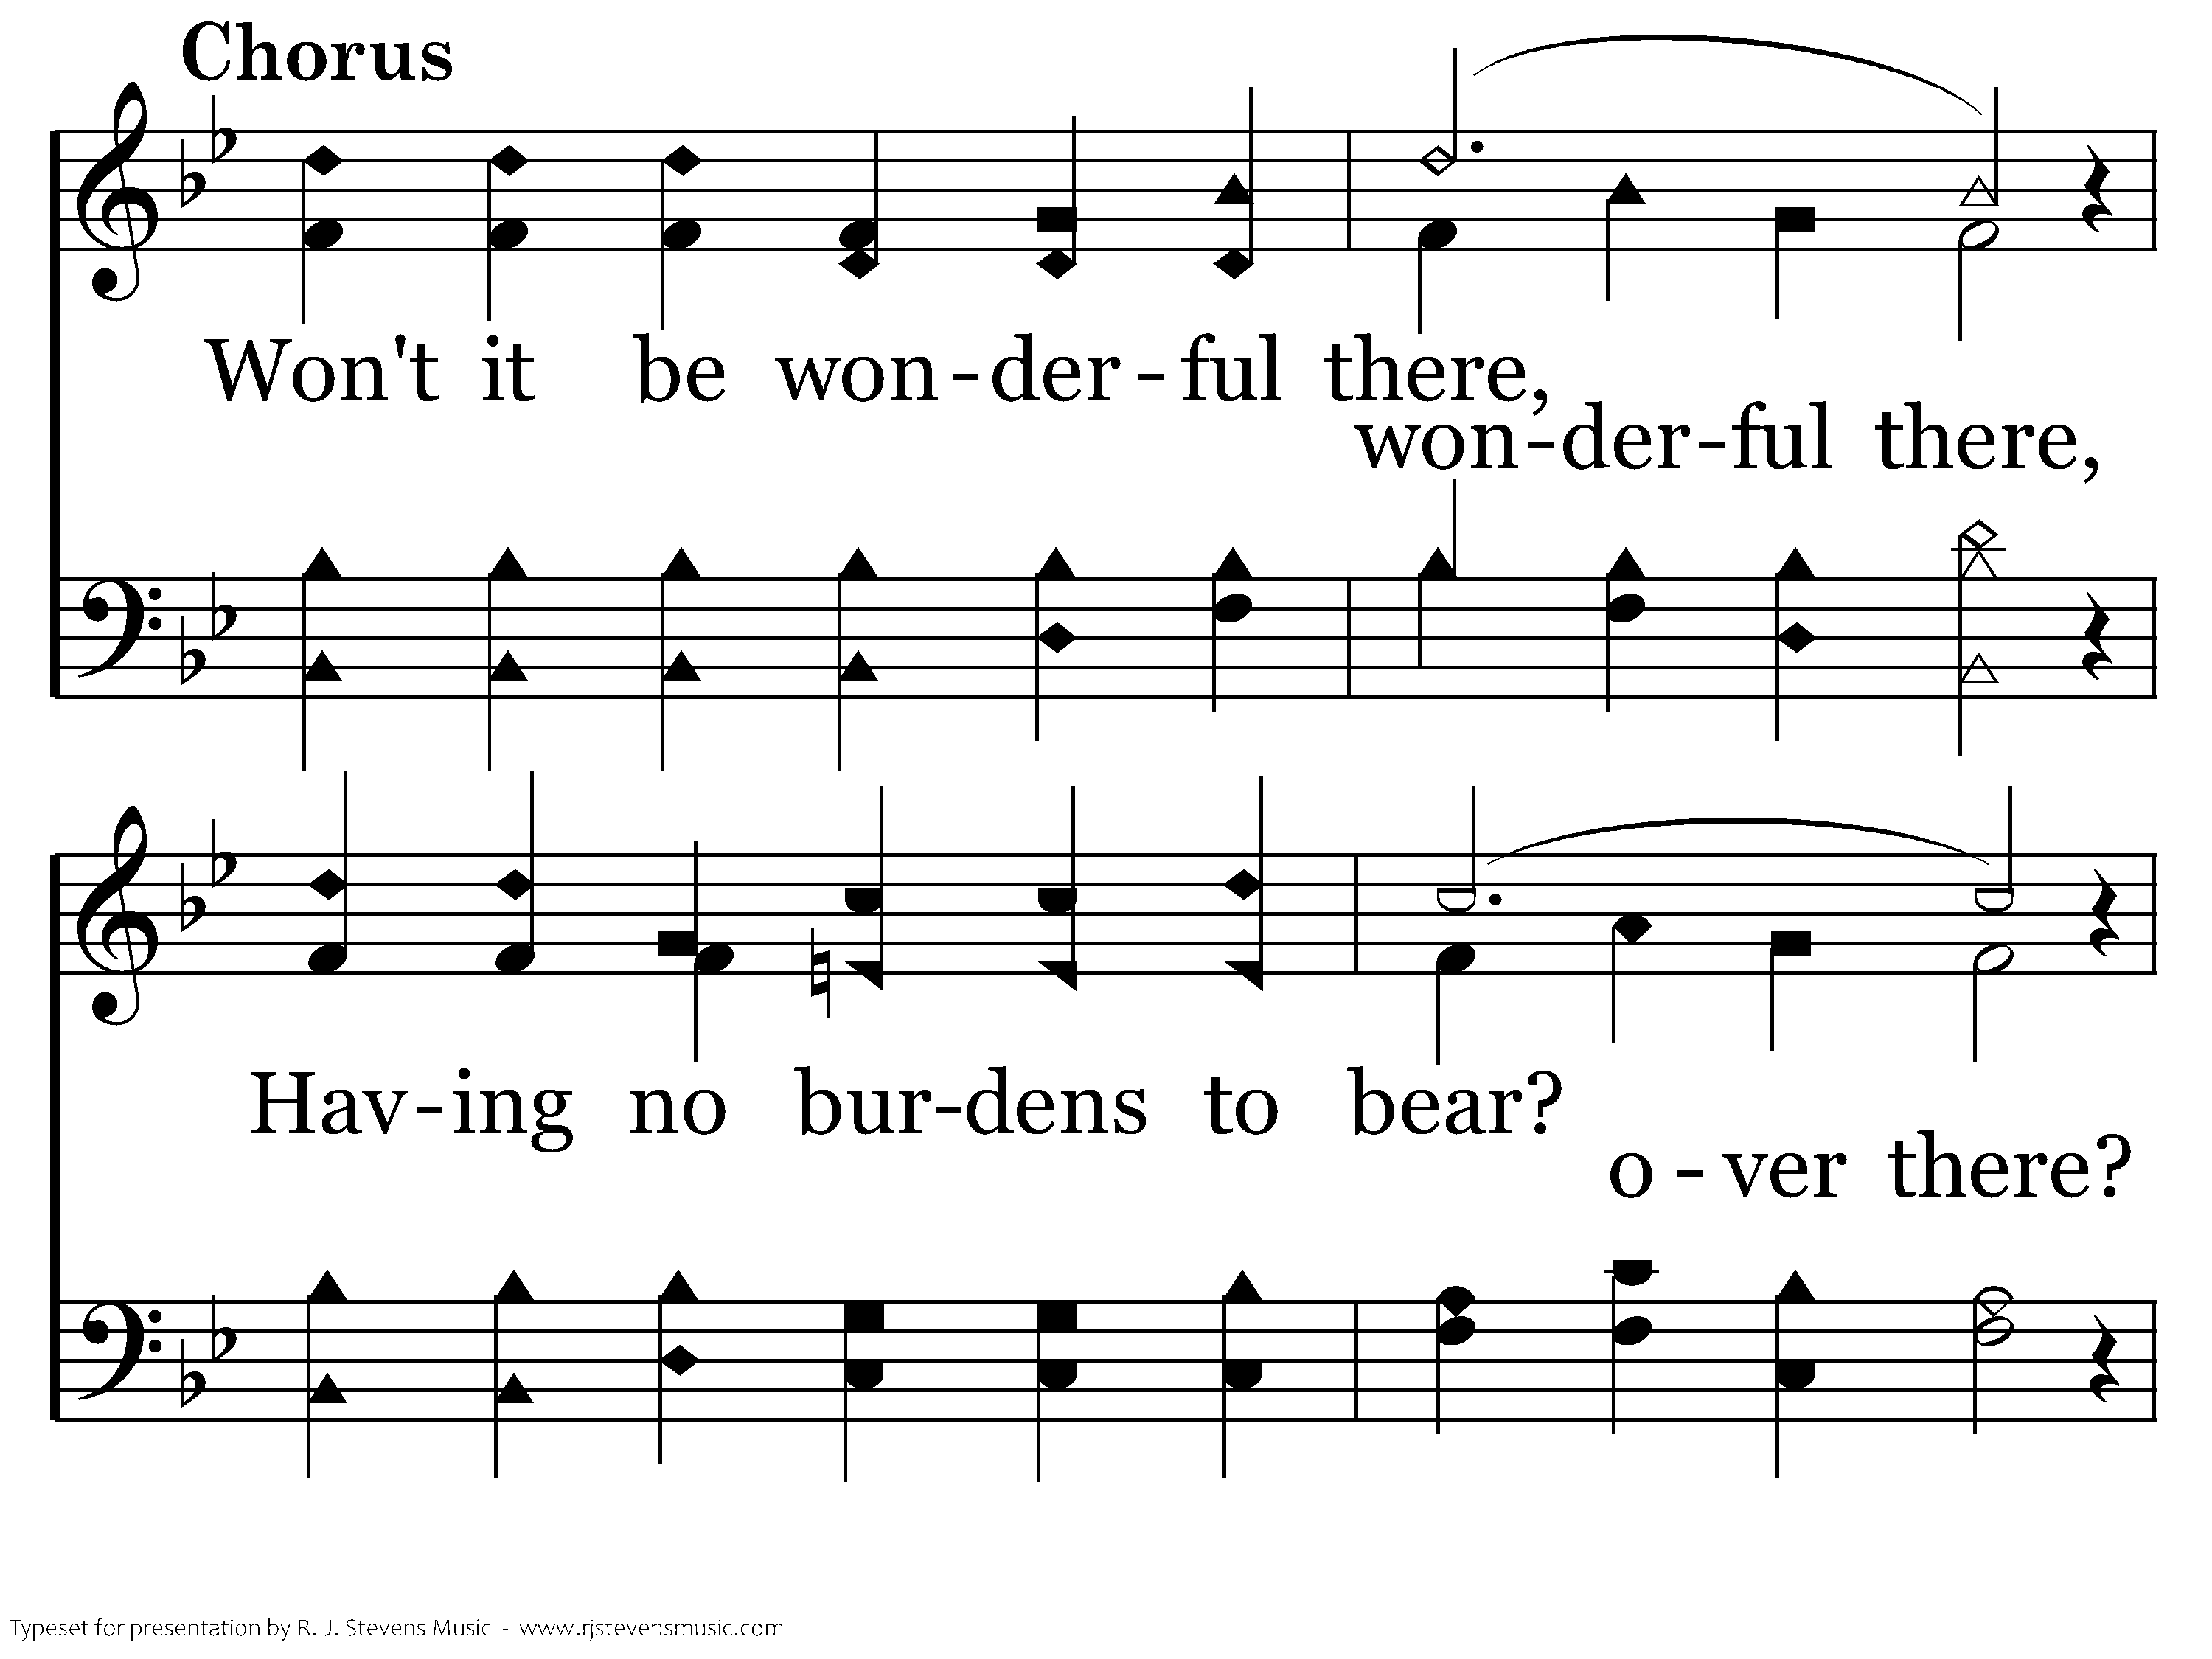 Chorus
Won't it be won-der-ful there,
won-der-ful there,
Hav-ing no bur-dens to bear?
o-ver there?
Typeset for presentation by R. J. Stevens Music - www.rjstevensmusic.com